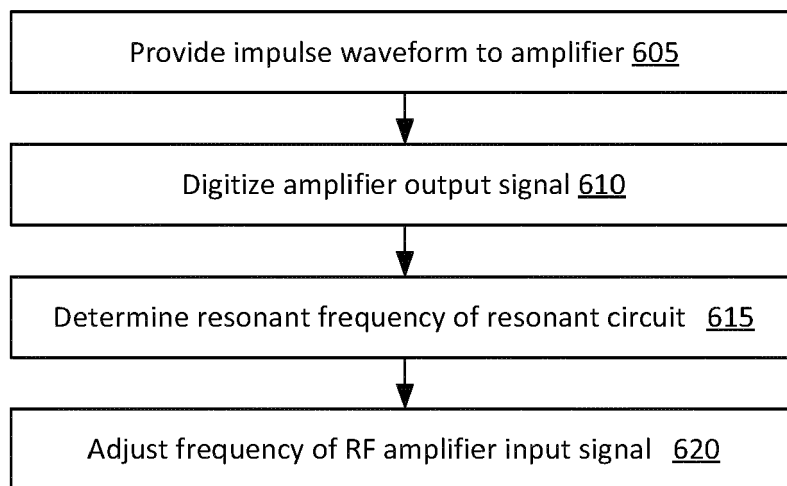 Provide impulse waveform to amplifier 605
Digitize amplifier output signal 610
Determine resonant frequency of resonant circuit 615
Adjust frequency of RF amplifier input signal 620